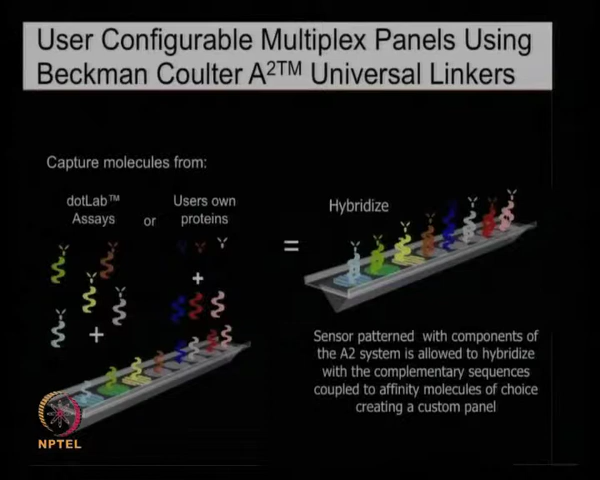 User Configurable Multiplex Panels Using
Beckman Coulter A²™ Universal Linkers
Capture molecules from:
dotLab™
Assays
or
Users own
proteins
+
+
=
Hybridize
Sensor patterned with components of
the A2 system is allowed to hybridize
with the complementary sequences
coupled to affinity molecules of choice
creating a custom panel
NPTEL